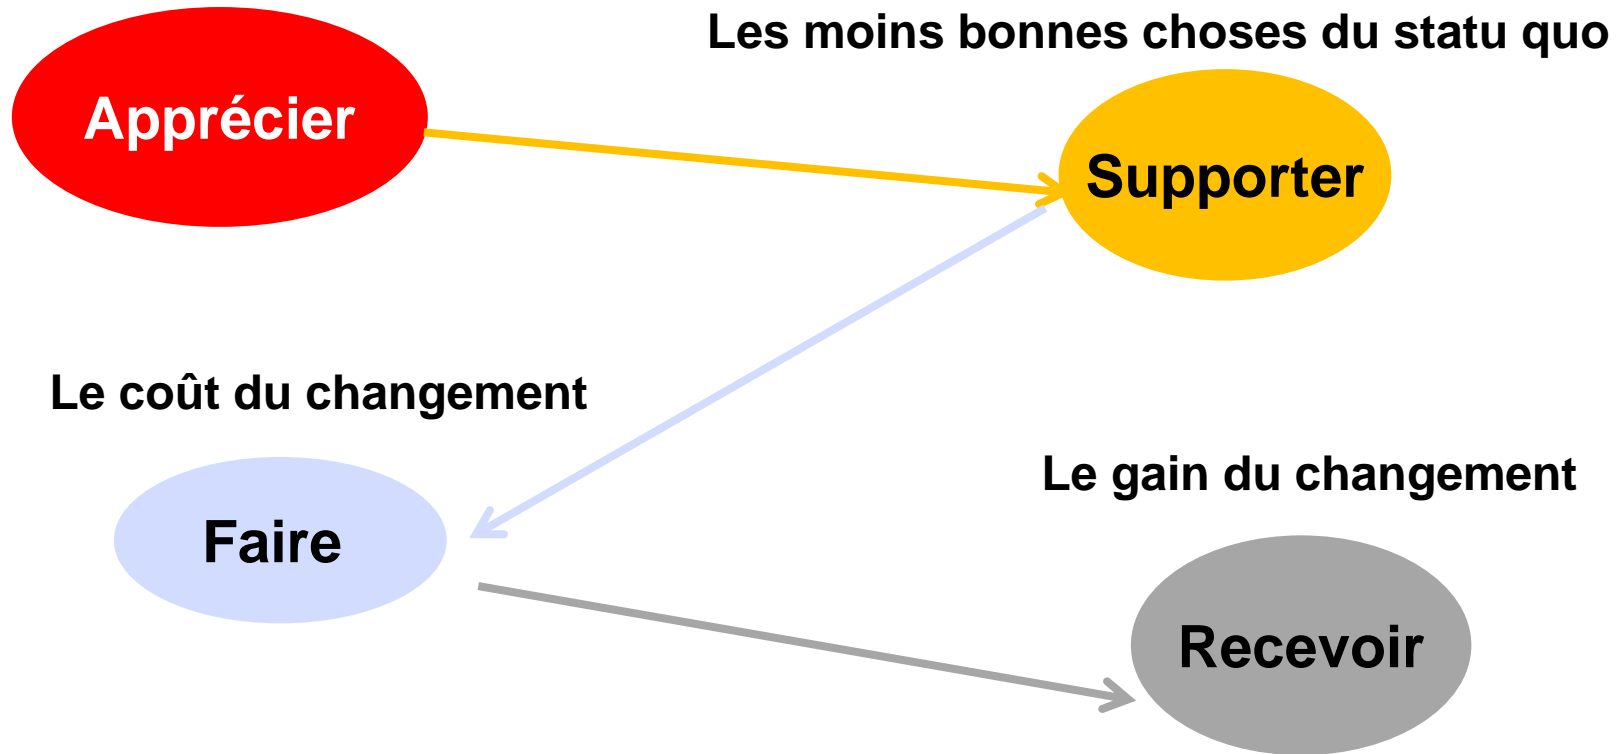 Les moins bonnes choses du statu quo
Apprécier
Supporter
Le coût du changement
Le gain du changement
Faire
Recevoir